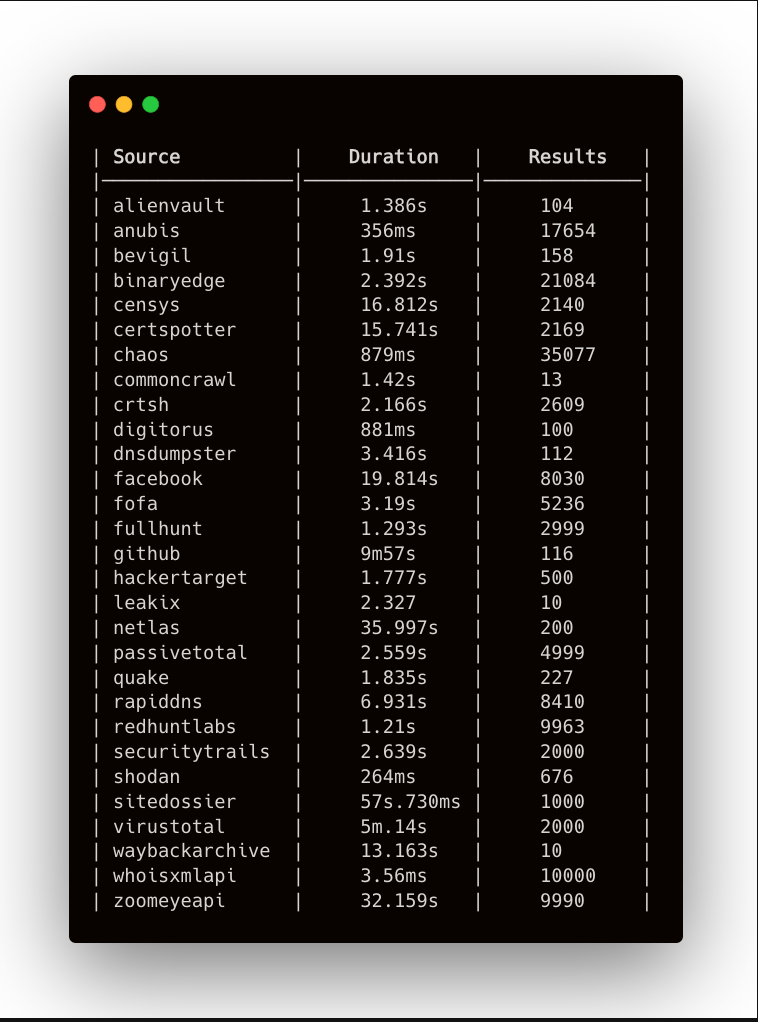 | Source | Duration | Results |
| alienvault | 1.386s | 104 |
| anubis | 356ms | 17654 |
| bevigil | 1.91s | 158 |
| binaryedge | 2.392s | 21084 |
| censys | 16.812s | 2140 |
| certspotter | 15.741s | 2169 |
| chaos | 879ms | 35077 |
| commoncrawl | 1.42s | 13 |
| crtsh | 2.166s | 2609 |
| digitorus | 881ms | 100 |
| dnsdumpster | 3.416s | 112 |
| facebook | 19.814s | 8030 |
| fofa | 3.19s | 5236 |
| fullhunt | 1.293s | 2999 |
| github | 9m57s | 116 |
| hackertarget | 1.777s | 500 |
| leakix | 2.327 | 10 |
| netlas | 35.997s | 200 |
| passivetotal | 2.559s | 4999 |
| quake | 1.835s | 227 |
| rapiddns | 6.931s | 8410 |
| redhuntlabs | 1.21s | 9963 |
| securitytrails | 2.639s | 2000 |
| shodan | 264ms | 676 |
| sitedossier | 57s.730ms | 1000 |
| virustotal | 5m.14s | 2000 |
| waybackarchive | 13.163s | 10 |
| whoisxmlapi | 3.56ms | 10000 |
| zoomeyeapi | 32.159s | 9990 |